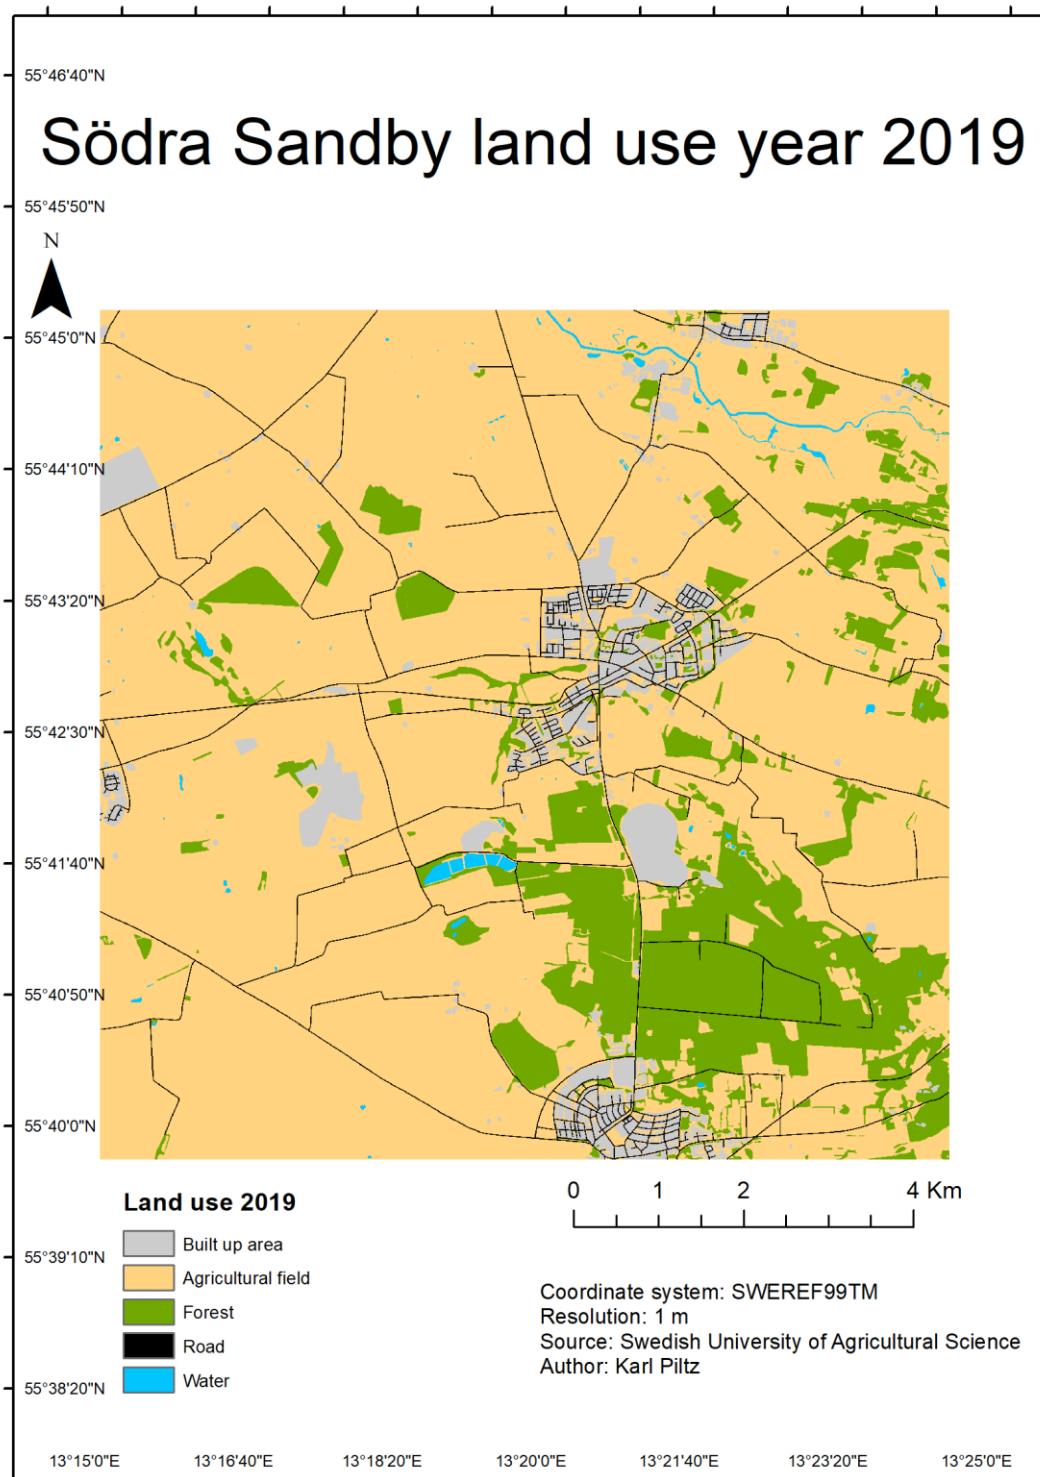 55°46'40"N
Södra Sandby land use year 2019
55°45'50"N
N
55°45'0"N
55°44'10"N
55°43'20"N
55°42'30"N
55°41'40"N
55°40'50"N
55°40'0"N
Land use 2019
Built up area
Agricultural field
Forest
Road
Water
0 1 2 4 Km
55°39'10"N
Coordinate system: SWEREF99TM
Resolution: 1 m
Source: Swedish University of Agricultural Science
Author: Karl Piltz
55°38'20"N
13°15'0"E 13°16'40"E 13°18'20"E 13°20'0"E 13°21'40"E 13°23'20"E 13°25'0"E